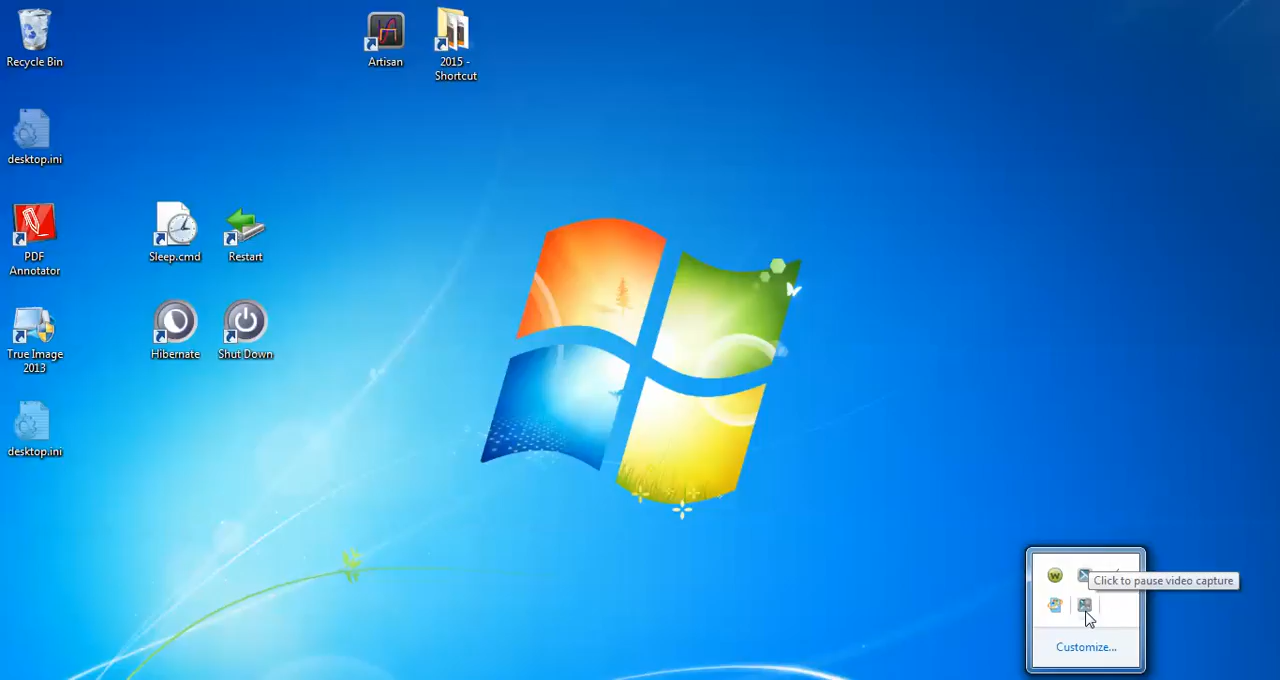 Recycle Bin
Artisan
2015 -
Shortcut
desktop.ini
PDF
Annotator
Sleep.cmd
Restart
True Image
2013
Hibernate
Shut Down
desktop.ini
W
Click to pause video capture
Customize...